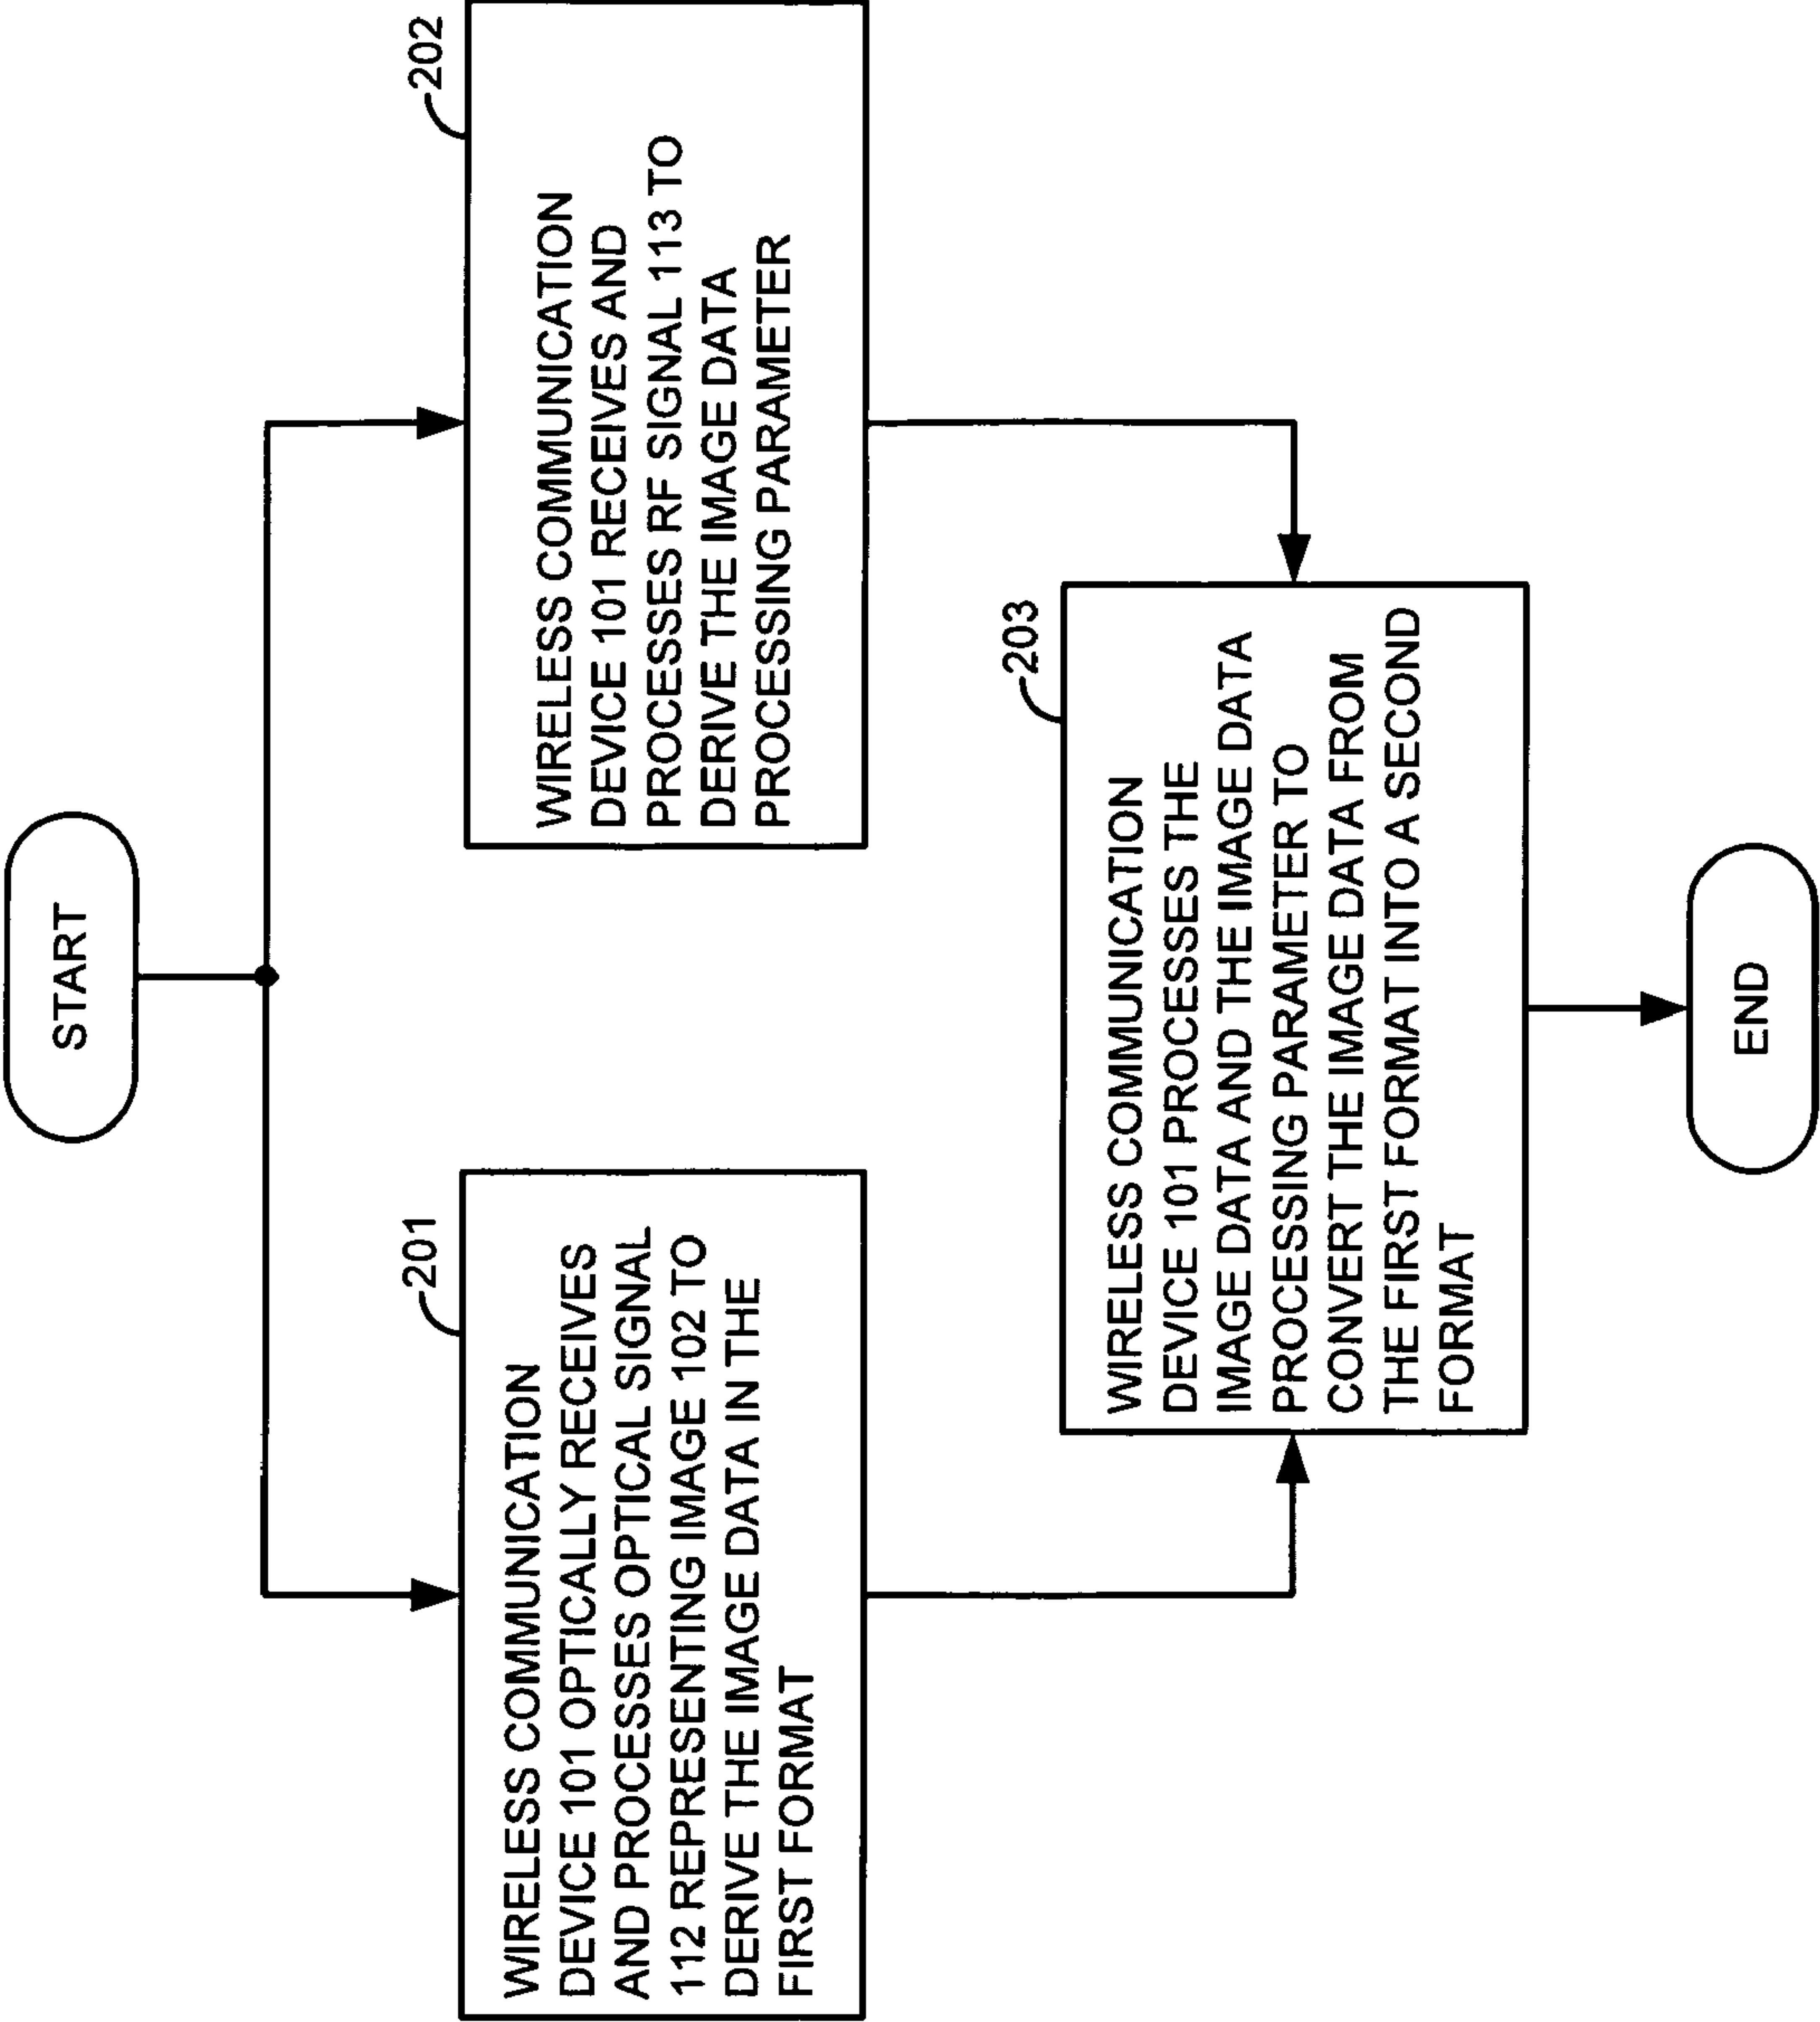 START
201
WIRELESS COMMUNICATION
DEVICE 101 OPTICALLY RECEIVES
AND PROCESSES OPTICAL SIGNAL
112 REPRESENTING IMAGE 102 TO
DERIVE THE IMAGE DATA IN THE
FIRST FORMAT
202
WIRELESS COMMUNICATION
DEVICE 101 RECEIVES AND
PROCESSES RF SIGNAL 113 TO
DERIVE THE IMAGE DATA
PROCESSING PARAMETER
203
WIRELESS COMMUNICATION
DEVICE 101 PROCESSES THE
IMAGE DATA AND THE IMAGE DATA
PROCESSING PARAMETER TO
CONVERT THE IMAGE DATA FROM
THE FIRST FORMAT INTO A SECOND
FORMAT
END